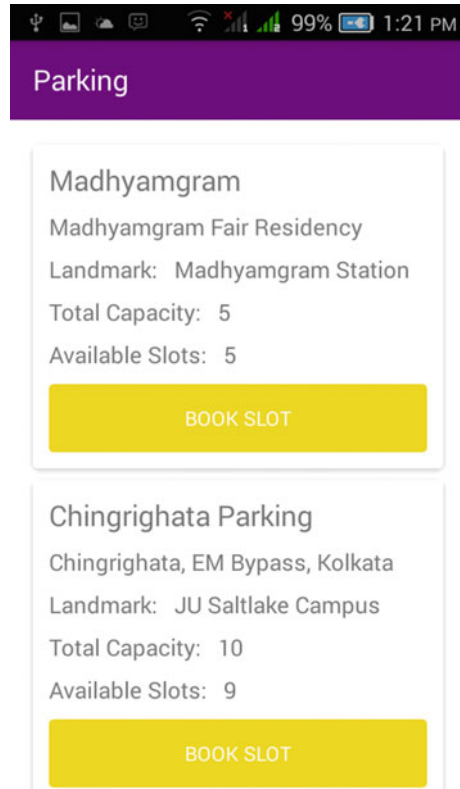 99% 1:21 PM
Parking
Madhyamgram
Madhyamgram Fair Residency
Landmark: Madhyamgram Station
Total Capacity: 5
Available Slots: 5
BOOK SLOT
Chingrighata Parking
Chingrighata, EM Bypass, Kolkata
Landmark: JU Saltlake Campus
Total Capacity: 10
Available Slots: 9
BOOK SLOT